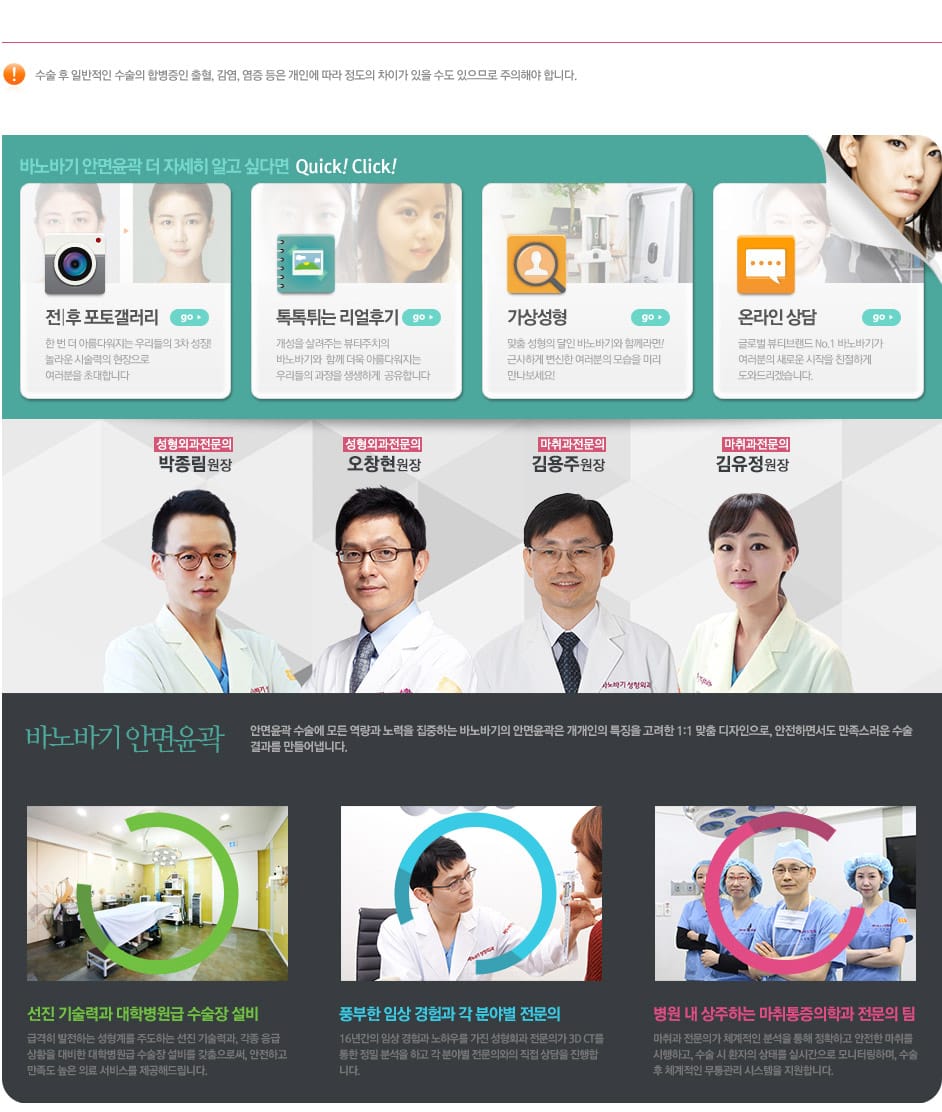 수술 후 일반적인 수술의 합병증인 출혈, 감염, 염증 등은 개인에 따라 정도의 차이가 있을 수도 있으므로 주의해야 합니다.
바노바기 안면윤곽 더 자세히 알고 싶다면 Quick! Click!
전|후 포토갤러리 go
한 번 더 아름다워지는 우리들의 3차 성징!
놀라운 시술력의 현장으로
여러분을 초대합니다
톡톡튀는 리얼후기 go
개성을 살려주는 뷰티주치의
바노바기와 함께 더욱 아름다워지는
우리들의 과정을 생생하게 공유합니다
가상성형 go
맞춤 성형의 달인 바노바기와 함께라면!
근사하게 변신한 여러분의 모습을 미리
만나보세요!
온라인 상담 go
글로벌 뷰티브랜드 No.1 바노바기가
여러분의 새로운 시작을 친절하게
도와드리겠습니다.
성형외과전문의
박종림원장
성형외과전문의
오창현원장
마취과전문의
김용주원장
마취과전문의
김유정원장
바노바기 성형외과
바노바기 안면윤곽
안면윤곽 수술에 모든 역량과 노력을 집중하는 바노바기의 안면윤곽은 개개인의 특징을 고려한 1:1 맞춤 디자인으로, 안전하면서도 만족스러운 수술
결과를 만들어냅니다.
선진 기술력과 대학병원급 수술장 설비
급격히 발전하는 성형계를 주도하는 선진 기술력과, 각종 응급
상황을 대비한 대학병원급 수술장 설비를 갖춤으로써, 안전하고
만족도 높은 의료 서비스를 제공해드립니다.
풍부한 임상 경험과 각 분야별 전문의
16년간의 임상 경험과 노하우를 가진 성형외과 전문의가 3D CT를
통한 정밀 분석을 하고 각 분야별 전문의와의 직접 상담을 진행합
니다.
병원 내 상주하는 마취통증의학과 전문의 팀
마취과 전문의가 체계적인 분석을 통해 정확하고 안전한 마취를
시행하고, 수술 시 환자의 상태를 실시간으로 모니터링하며, 수술
후 체계적인 무통관리 시스템을 지원합니다.